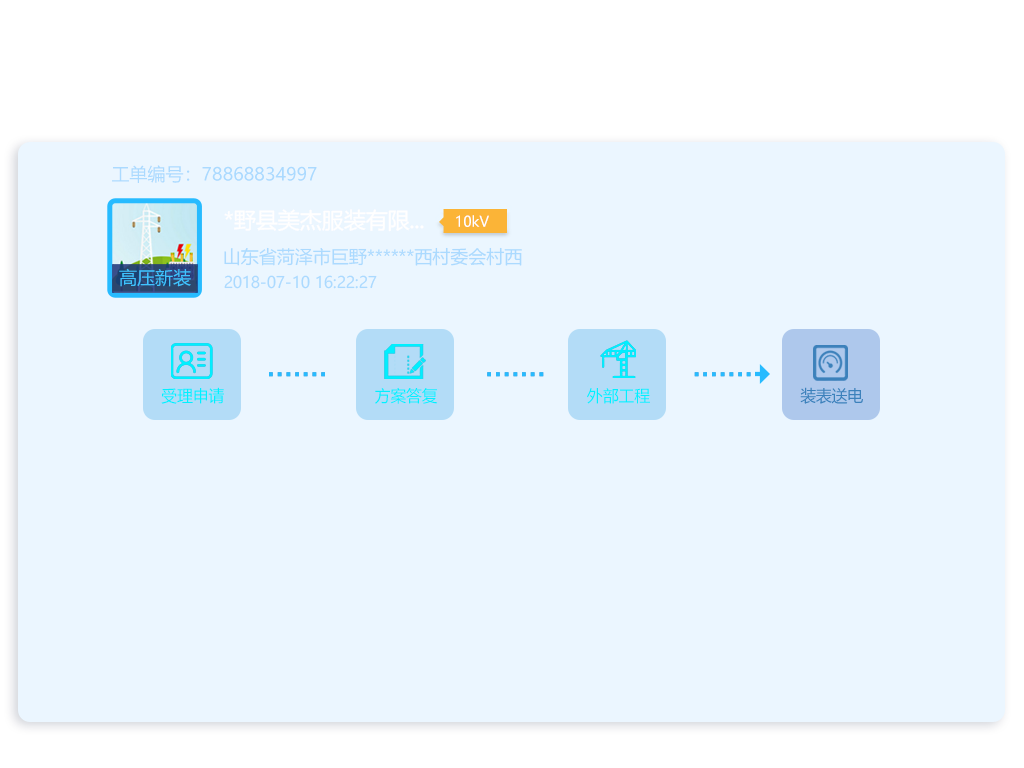 工单编号：78868834997
*野县美杰服装有限... 10kV
山东省菏泽市巨野******西村委会村西
2018-07-10 16:22:27
高压新装
受理申请 方案答复 外部工程 装表送电